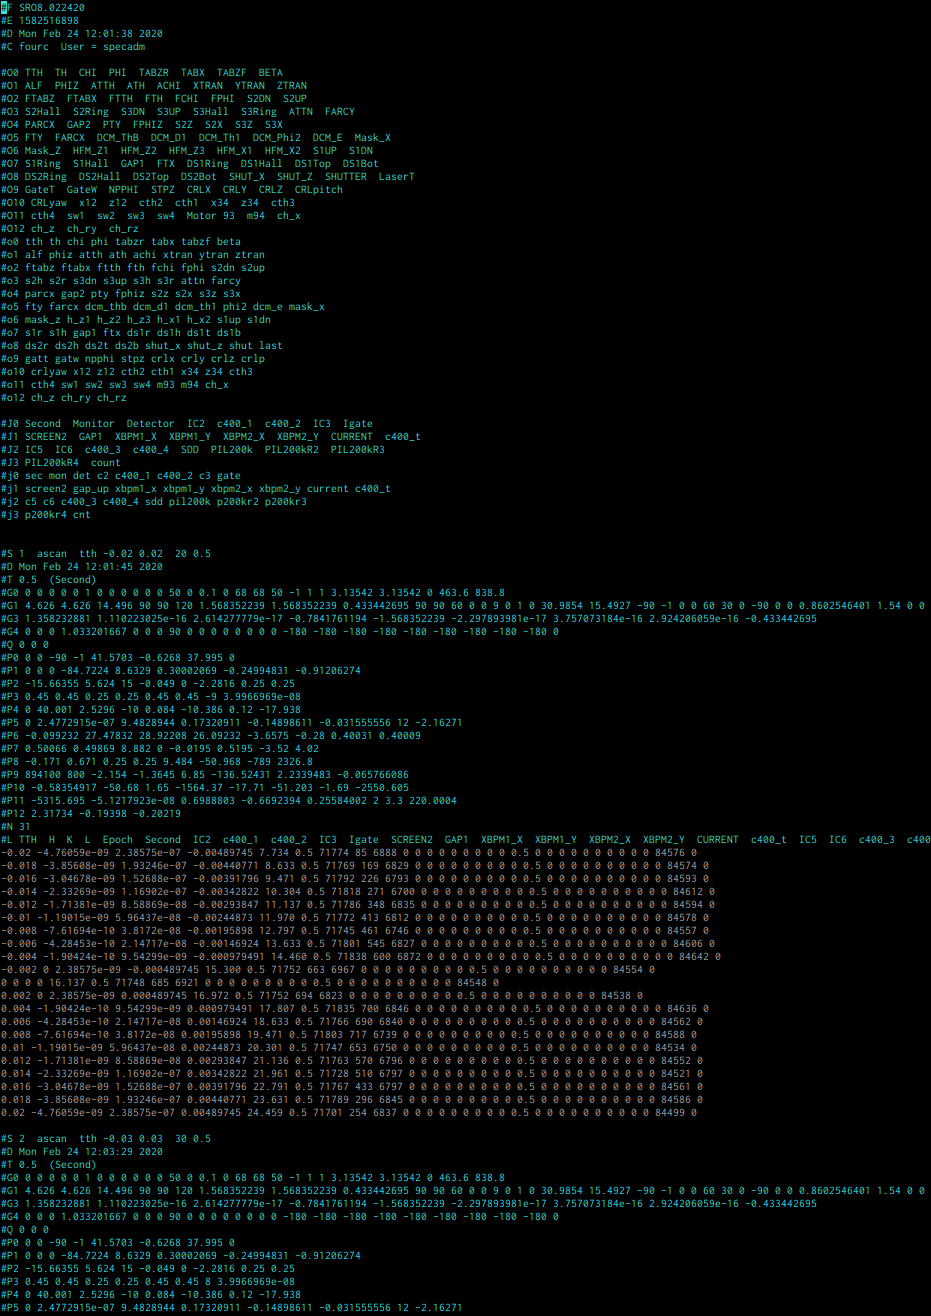 #F SRO8.022420
#E 1582516898
#D Mon Feb 24 12:01:38 2020
#C fourc  User = specadm
#O0 TTH  TH  CHI  PHI  TABZR  TABX  TABZF  BETA
#O1 ALF  PHIZ  ATTH  ATH  ACHI  XTRAN  YTRAN  ZTRAN
#O2 FTABZ  FTABX  FTTH  FTH  FCHI  FPHI  S2DN  S2UP
#O3 S2Hall  S2Ring  S3DN  S3UP  S3Hall  S3Ring  ATTN  FARCY
#O4 PARCX  GAP2  PTY  FPHIZ  S2Z  S2X  S3Z  S3X
#O5 FTY  FARCX  DCM_ThB  DCM_D1  DCM_Th1  DCM_Phi2  DCM_E  Mask_X
#O6 Mask_Z  HFM_Z1  HFM_Z2  HFM_Z3  HFM_X1  HFM_X2  S1UP  S1DN
#O7 S1Ring  S1Hall  GAP1  FTX  DS1Ring  DS1Hall  DS1Top  DS1Bot
#O8 DS2Ring  DS2Hall  DS2Top  DS2Bot  SHUT_X  SHUT_Z  SHUTTER  LaserT
#O9 GateT  GateW  NPPHI  STPZ  CRLX  CRLY  CRLZ  CRLpitch
#O10 CRLyaw  x12  z12  cth2  cth1  x34  z34  cth3
#O11 cth4  sw1  sw2  sw3  sw4  Motor 93  m94  ch_x
#O12 ch_z  ch_ry  ch_rz
#o0 tth th chi phi tabzr tabx tabzf beta
#o1 alf phiz atth ath achi xtran ytran ztran
#o2 ftabz ftabx ftth fth fchi fphi s2dn s2up
#o3 s2h s2r s3dn s3up s3h s3r attn farcy
#o4 parcx gap2 pty fphiz s2z s2x s3z s3x
#o5 fty farcx dcm_thb dcm_d1 dcm_th1 phi2 dcm_e mask_x
#o6 mask_z h_z1 h_z2 h_z3 h_x1 h_x2 s1up s1dn
#o7 s1r s1h gap1 ftx ds1r ds1h ds1t ds1b
#o8 ds2r ds2h ds2t ds2b shut_x shut_z shut last
#o9 gatt gatw npphi stpz crlx crly crlz crlp
#o10 crlyaw x12 z12 cth2 cth1 x34 z34 cth3
#o11 cth4 sw1 sw2 sw3 sw4 m93 m94 ch_x
#o12 ch_z ch_ry ch_rz
#J0 Second  Monitor  Detector  IC2  c400_1  c400_2  IC3  Igate
#J1 SCREEN2  GAP1  XBPM1_X  XBPM1_Y  XBPM2_X  XBPM2_Y  CURRENT  c400_t
#J2 IC5  IC6  c400_3  c400_4  SDD  PIL200k  PIL200kR2  PIL200kR3
#J3 PIL200kR4  count
#j0 sec mon det c2 c400_1 c400_2 c3 gate
#j1 screen2 gap_up xbpm1_x xbpm1_y xbpm2_x xbpm2_y current c400_t
#j2 c5 c6 c400_3 c400_4 sdd pil200k p200kr2 p200kr3
#j3 p200kr4 cnt
#S 1  ascan  tth -0.02 0.02  20 0.5
#D Mon Feb 24 12:01:45 2020
#T 0.5  (Second)
#G0 0 0 0 0 0 1 0 0 0 0 0 0 50 0 0 0.1 0 68 68 50 -1 1 1 3.13542 3.13542 0 463.6 838.8
#G1 4.626 4.626 14.496 90 90 120 1.568352239 1.568352239 0.433442695 90 90 60 0 0 9 0 1 0 30.9854 15.4927 -90 -1 0 0 60 30 0 -90 0 0 0 0.8602546401 1.54 0 0
#G3 1.358232881 1.110223025e-16 2.614277779e-17 -0.7841761194 -1.568352239 -2.297893981e-17 3.757073184e-16 2.924206059e-16 -0.433442695
#G4 0 0 0 1.033201667 0 0 0 90 0 0 0 0 0 0 0 0 0 -180 -180 -180 -180 -180 -180 -180 -180 -180 0
#Q 0 0 0
#P0 0 0 -90 -1 41.5703 -0.6268 37.995 0
#P1 0 0 0 -84.7224 8.6329 0.30002069 -0.24994831 -0.91206274
#P2 -15.66355 5.624 15 -0.049 0 -2.2816 0.25 0.25
#P3 0.45 0.45 0.25 0.25 0.45 0.45 -9 3.9966969e-08
#P4 0 40.001 2.5296 -10 0.084 -10.386 0.12 -17.938
#P5 0 2.4772915e-07 9.4828944 0.17320911 -0.14898611 -0.031555556 12 -2.16271
#P6 -0.099232 27.47832 28.92208 26.09232 -3.6575 -0.28 0.40031 0.40009
#P7 0.50066 0.49869 8.882 0 -0.0195 0.5195 -3.52 4.02
#P8 -0.171 0.671 0.25 0.25 9.484 -50.968 -789 2326.8
#P9 894100 800 -2.154 -1.3645 6.85 -136.52431 2.2339483 -0.065766086
#P10 -0.58354917 -50.68 1.65 -1564.37 -17.71 -51.203 -1.69 -2550.605
#P11 -5315.695 -5.1217923e-08 0.6988803 -0.6692394 0.25584002 2 3.3 220.0004
#P12 2.31734 -0.19398 -0.20219
#N 31
#L TTH  H  K  L  Epoch  Second  IC2  c400_1  c400_2  IC3  Igate  SCREEN2  GAP1  XBPM1_X  XBPM1_Y  XBPM2_X  XBPM2_Y  CURRENT  c400_t  IC5  IC6  c400_3  c400
-0.02 -4.76059e-09 2.38575e-07 -0.00489745 7.734 0.5 71774 85 6888 0 0 0 0 0 0 0 0 0 0.5 0 0 0 0 0 0 0 0 0 0 84576 0
-0.018 -3.85608e-09 1.93246e-07 -0.00440771 8.633 0.5 71769 169 6829 0 0 0 0 0 0 0 0 0 0.5 0 0 0 0 0 0 0 0 0 0 84574 0
-0.016 -3.04678e-09 1.52688e-07 -0.00391796 9.471 0.5 71792 226 6793 0 0 0 0 0 0 0 0 0 0.5 0 0 0 0 0 0 0 0 0 0 84593 0
-0.014 -2.33269e-09 1.16902e-07 -0.00342822 10.304 0.5 71818 271 6700 0 0 0 0 0 0 0 0 0 0.5 0 0 0 0 0 0 0 0 0 0 84612 0
-0.012 -1.71381e-09 8.58869e-08 -0.00293847 11.137 0.5 71786 348 6835 0 0 0 0 0 0 0 0 0 0.5 0 0 0 0 0 0 0 0 0 0 84594 0
-0.01 -1.19015e-09 5.96437e-08 -0.00244873 11.970 0.5 71772 413 6812 0 0 0 0 0 0 0 0 0 0.5 0 0 0 0 0 0 0 0 0 0 84578 0
-0.008 -7.61694e-10 3.8172e-08 -0.00195898 12.797 0.5 71745 461 6746 0 0 0 0 0 0 0 0 0 0.5 0 0 0 0 0 0 0 0 0 0 84557 0
-0.006 -4.28453e-10 2.14717e-08 -0.00146924 13.633 0.5 71801 545 6827 0 0 0 0 0 0 0 0 0 0.5 0 0 0 0 0 0 0 0 0 0 84606 0
-0.004 -1.90424e-10 9.54299e-09 -0.000979491 14.460 0.5 71838 600 6872 0 0 0 0 0 0 0 0 0 0.5 0 0 0 0 0 0 0 0 0 0 84642 0
-0.002 0 2.38575e-09 -0.000489745 15.300 0.5 71752 663 6967 0 0 0 0 0 0 0 0 0 0.5 0 0 0 0 0 0 0 0 0 0 84554 0
0 0 0 0 16.137 0.5 71748 685 6921 0 0 0 0 0 0 0 0 0 0.5 0 0 0 0 0 0 0 0 0 0 84548 0
0.002 0 2.38575e-09 0.000489745 16.972 0.5 71752 694 6823 0 0 0 0 0 0 0 0 0 0.5 0 0 0 0 0 0 0 0 0 0 84538 0
0.004 -1.90424e-10 9.54299e-09 0.000979491 17.807 0.5 71835 700 6846 0 0 0 0 0 0 0 0 0 0.5 0 0 0 0 0 0 0 0 0 0 84636 0
0.006 -4.28453e-10 2.14717e-08 0.00146924 18.633 0.5 71766 690 6840 0 0 0 0 0 0 0 0 0 0.5 0 0 0 0 0 0 0 0 0 0 84562 0
0.008 -7.61694e-10 3.8172e-08 0.00195898 19.471 0.5 71803 717 6739 0 0 0 0 0 0 0 0 0 0.5 0 0 0 0 0 0 0 0 0 0 84588 0
0.01 -1.19015e-09 5.96437e-08 0.00244873 20.301 0.5 71747 653 6750 0 0 0 0 0 0 0 0 0 0.5 0 0 0 0 0 0 0 0 0 0 84534 0
0.012 -1.71381e-09 8.58869e-08 0.00293847 21.136 0.5 71763 570 6796 0 0 0 0 0 0 0 0 0 0.5 0 0 0 0 0 0 0 0 0 0 84552 0
0.014 -2.33269e-09 1.16902e-07 0.00342822 21.961 0.5 71728 510 6797 0 0 0 0 0 0 0 0 0 0.5 0 0 0 0 0 0 0 0 0 0 84521 0
0.016 -3.04678e-09 1.52688e-07 0.00391796 22.791 0.5 71767 433 6797 0 0 0 0 0 0 0 0 0 0.5 0 0 0 0 0 0 0 0 0 0 84561 0
0.018 -3.85608e-09 1.93246e-07 0.00440771 23.631 0.5 71789 296 6845 0 0 0 0 0 0 0 0 0 0.5 0 0 0 0 0 0 0 0 0 0 84586 0
0.02 -4.76059e-09 2.38575e-07 0.00489745 24.459 0.5 71701 254 6837 0 0 0 0 0 0 0 0 0 0.5 0 0 0 0 0 0 0 0 0 0 84499 0
#S 2  ascan  tth -0.03 0.03  30 0.5
#D Mon Feb 24 12:03:29 2020
#T 0.5  (Second)
#G0 0 0 0 0 0 1 0 0 0 0 0 0 50 0 0 0.1 0 68 68 50 -1 1 1 3.13542 3.13542 0 463.6 838.8
#G1 4.626 4.626 14.496 90 90 120 1.568352239 1.568352239 0.433442695 90 90 60 0 0 9 0 1 0 30.9854 15.4927 -90 -1 0 0 60 30 0 -90 0 0 0 0.8602546401 1.54 0 0
#G3 1.358232881 1.110223025e-16 2.614277779e-17 -0.7841761194 -1.568352239 -2.297893981e-17 3.757073184e-16 2.924206059e-16 -0.433442695
#G4 0 0 0 1.033201667 0 0 0 90 0 0 0 0 0 0 0 0 0 -180 -180 -180 -180 -180 -180 -180 -180 -180 0
#Q 0 0 0
#P0 0 0 -90 -1 41.5703 -0.6268 37.995 0
#P1 0 0 0 -84.7224 8.6329 0.30002069 -0.24994831 -0.91206274
#P2 -15.66355 5.624 15 -0.049 0 -2.2816 0.25 0.25
#P3 0.45 0.45 0.25 0.25 0.45 0.45 8 3.9966969e-08
#P4 0 40.001 2.5296 -10 0.084 -10.386 0.12 -17.938
#P5 0 2.4772915e-07 9.4828944 0.17320911 -0.14898611 -0.031555556 12 -2.16271